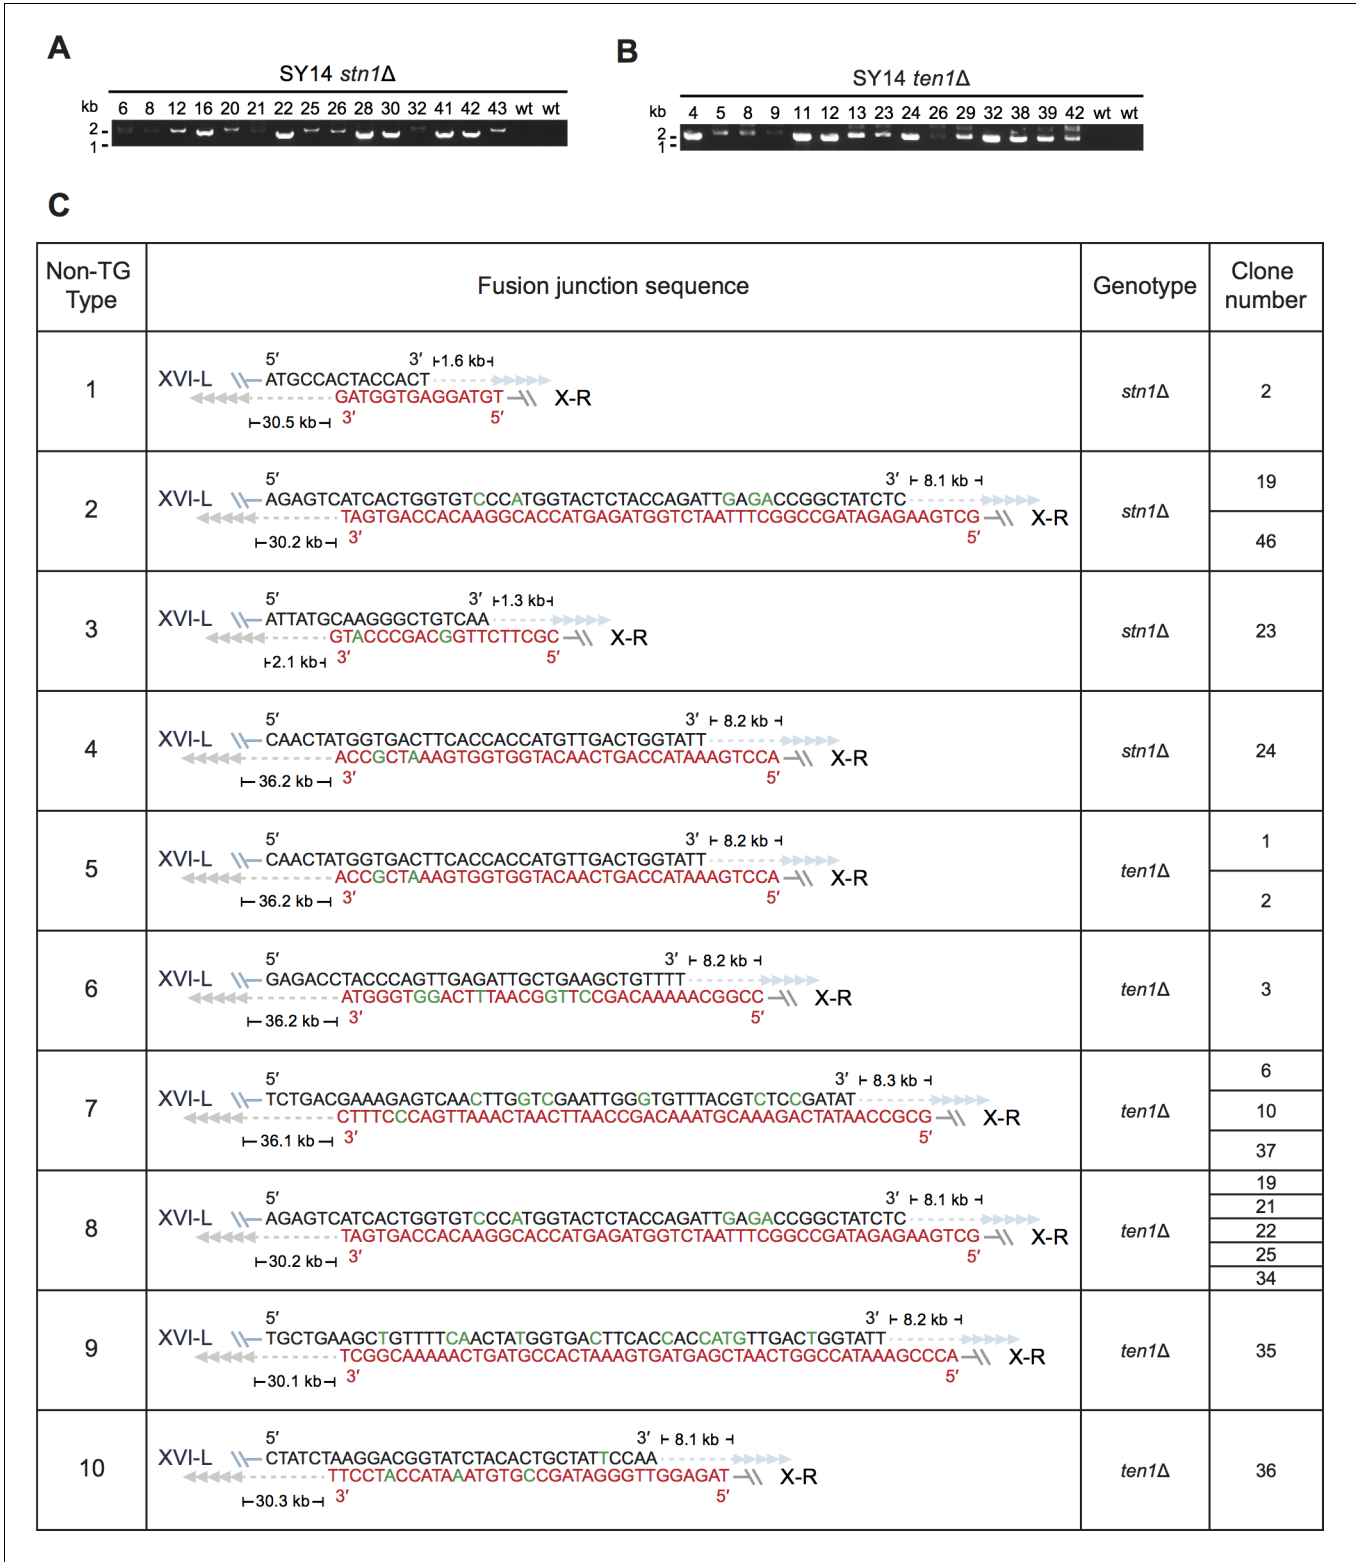 A
SY14 stn1Δ
kb 6 8 12 16 20 21 22 25 26 28 30 32 41 42 43 wt wt
2
1
B
SY14 ten1Δ
kb 4 5 8 9 11 12 13 23 24 26 29 32 38 39 42 wt wt
2
1
C
Non-TG Type Fusion junction sequence Genotype Clone number
1
5′ 3′ 1.6 kb
XVI-L ATGCCACTACCACT
GATGGTGAGGATGT X-R
30.5 kb 3′ 5′
stn1Δ
2
2
5′ 3′ 8.1 kb
XVI-L AGAGTCATCACTGGTGTCCCATGGTACTCTACCAGATTGAGACCGGCTATCTC
TAGTGACCACAAGGCACCATGAGATGGTCTAATTTCGGCCGATAGAGAAGTCG X-R
30.2 kb 3′ 5′
stn1Δ
19
46
3
5′ 3′ 1.3 kb
XVI-L ATTATGCAAGGGCTGTCAA
GTACCCGACGGTTCTTCGC X-R
2.1 kb 3′ 5′
stn1Δ
23
4
5′ 3′ 8.2 kb
XVI-L CAACTATGGTGACTTCACCACCATGTTGACTGGTATT
ACCGCTAAAGTGGTGGTACAACTGACCATAAAGTCCA X-R
36.2 kb 3′ 5′
stn1Δ
24
5
5′ 3′ 8.2 kb
XVI-L CAACTATGGTGACTTCACCACCATGTTGACTGGTATT
ACCGCTAAAGTGGTGGTACAACTGACCATAAAGTCCA X-R
36.2 kb 3′ 5′
ten1Δ
1
2
6
5′ 3′ 8.2 kb
XVI-L GAGACCTACCCAGTTGAGATTGCTGAAGCTGTTTT
ATGGGTGGACTTTAACGGTTCCGACAAAAACGGCC X-R
36.2 kb 3′ 5′
ten1Δ
3
7
5′ 3′ 8.3 kb
XVI-L TCTGACGAAAGAGTCAACTTGGTCGAATTGGGTGTTTACGTCTCCGATAT
CTTTCCCAGTTAAACTAACTTAACCGACAAATGCAAAGACTATAACCGCG X-R
36.1 kb 3′ 5′
ten1Δ
6
10
37
8
5′ 3′ 8.1 kb
XVI-L AGAGTCATCACTGGTGTCCCATGGTACTCTACCAGATTGAGACCGGCTATCTC
TAGTGACCACAAGGCACCATGAGATGGTCTAATTTCGGCCGATAGAGAAGTCG X-R
30.2 kb 3′ 5′
ten1Δ
19
21
22
25
34
9
5′ 3′ 8.2 kb
XVI-L TGCTGAAGCTGTTTTCAACTATGGTGACTTCACCACCATGTTGACTGGTATT
TCGGCAAAAACTGATGCCACTAAAGTGATGAGCTAACTGGCCATAAAGCCCA X-R
30.1 kb 3′ 5′
ten1Δ
35
10
5′ 3′ 8.1 kb
XVI-L CTATCTAAGGACGGTATCTACACTGCTATTCCAA
TTCCTACCATAAATGTGCCGATAGGGTTGGAGAT X-R
30.3 kb 3′ 5′
ten1Δ
36